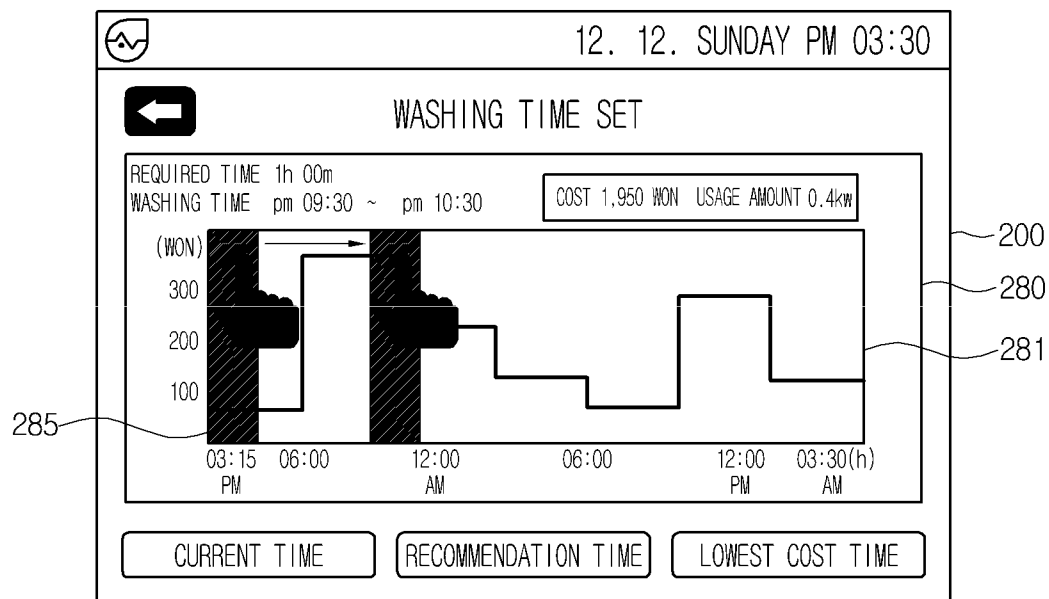 12. 12. SUNDAY PM 03:30
WASHING TIME SET
REQUIRED TIME 1h 00m
WASHING TIME pm 09:30 ~ pm 10:30
COST 1,950 WON USAGE AMOUNT 0.4kw
(WON)
300
200
100
03:15 PM
06:00
12:00 AM
06:00
12:00 PM
03:30(h) AM
CURRENT TIME
RECOMMENDATION TIME
LOWEST COST TIME
200
280
281
285